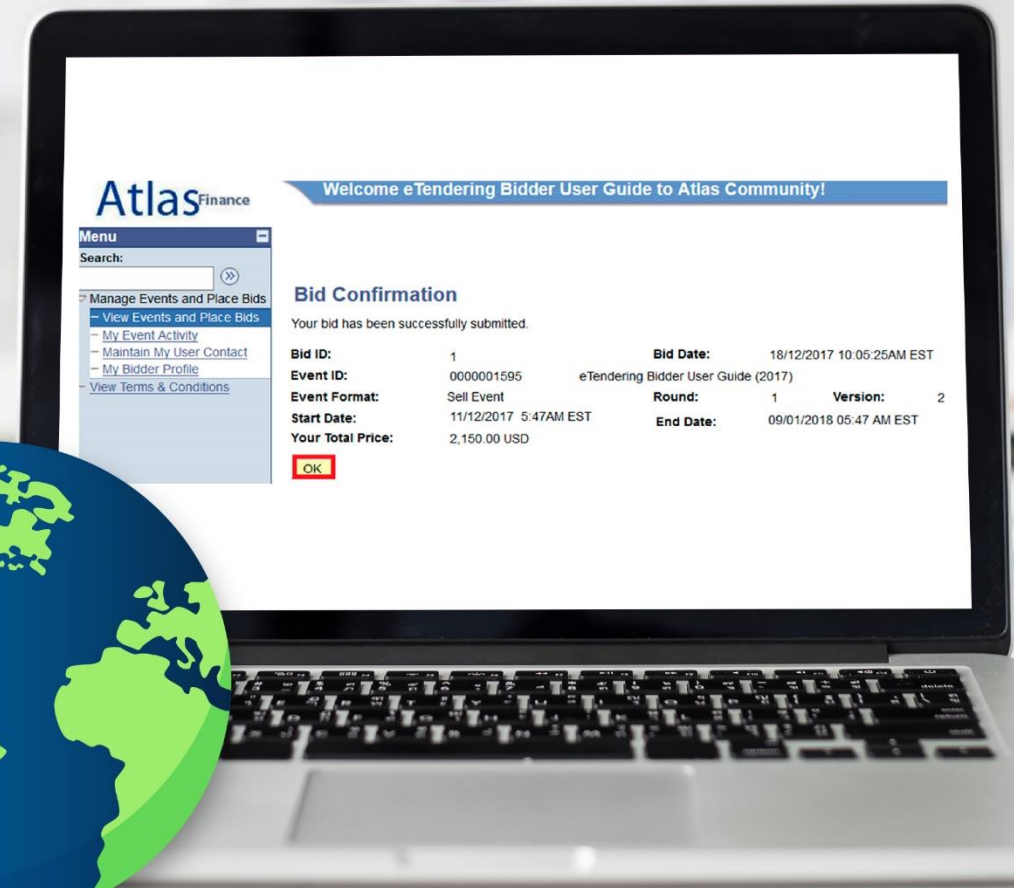 Atlas Finance
Welcome eTendering Bidder User Guide to Atlas Community!
Menu
Search:
Manage Events and Place Bids
View Events and Place Bids
My Event Activity
Maintain My User Contact
My Bidder Profile
View Terms & Conditions
Bid Confirmation
Your bid has been successfully submitted.
Bid ID: 1 Bid Date: 18/12/2017 10:05:25AM EST
Event ID: 0000001595 eTendering Bidder User Guide (2017)
Event Format: Sell Event Round: 1 Version: 2
Start Date: 11/12/2017 5:47AM EST End Date: 09/01/2018 05:47 AM EST
Your Total Price: 2,150.00 USD
OK
delete